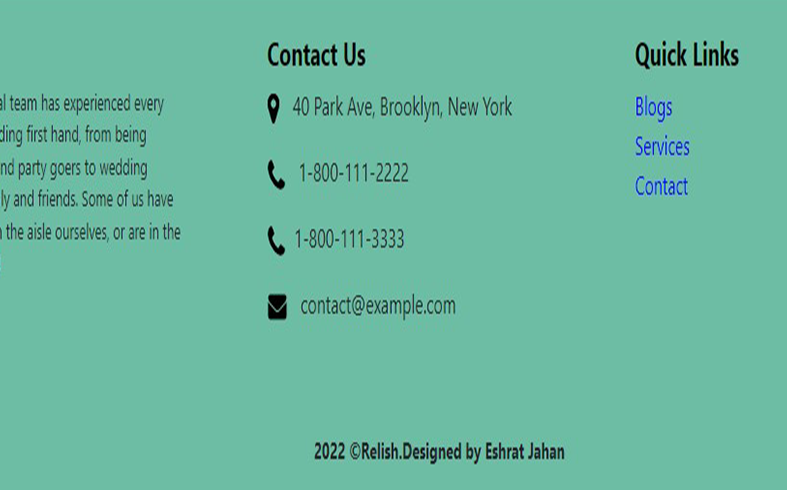 al team has experienced every
ding first hand, from being
nd party goers to wedding
ly and friends. Some of us have
the aisle ourselves, or are in the
Contact Us
40 Park Ave, Brooklyn, New York
1-800-111-2222
1-800-111-3333
contact@example.com
Quick Links
Blogs
Services
Contact
2022 ©Relish.Designed by Eshrat Jahan